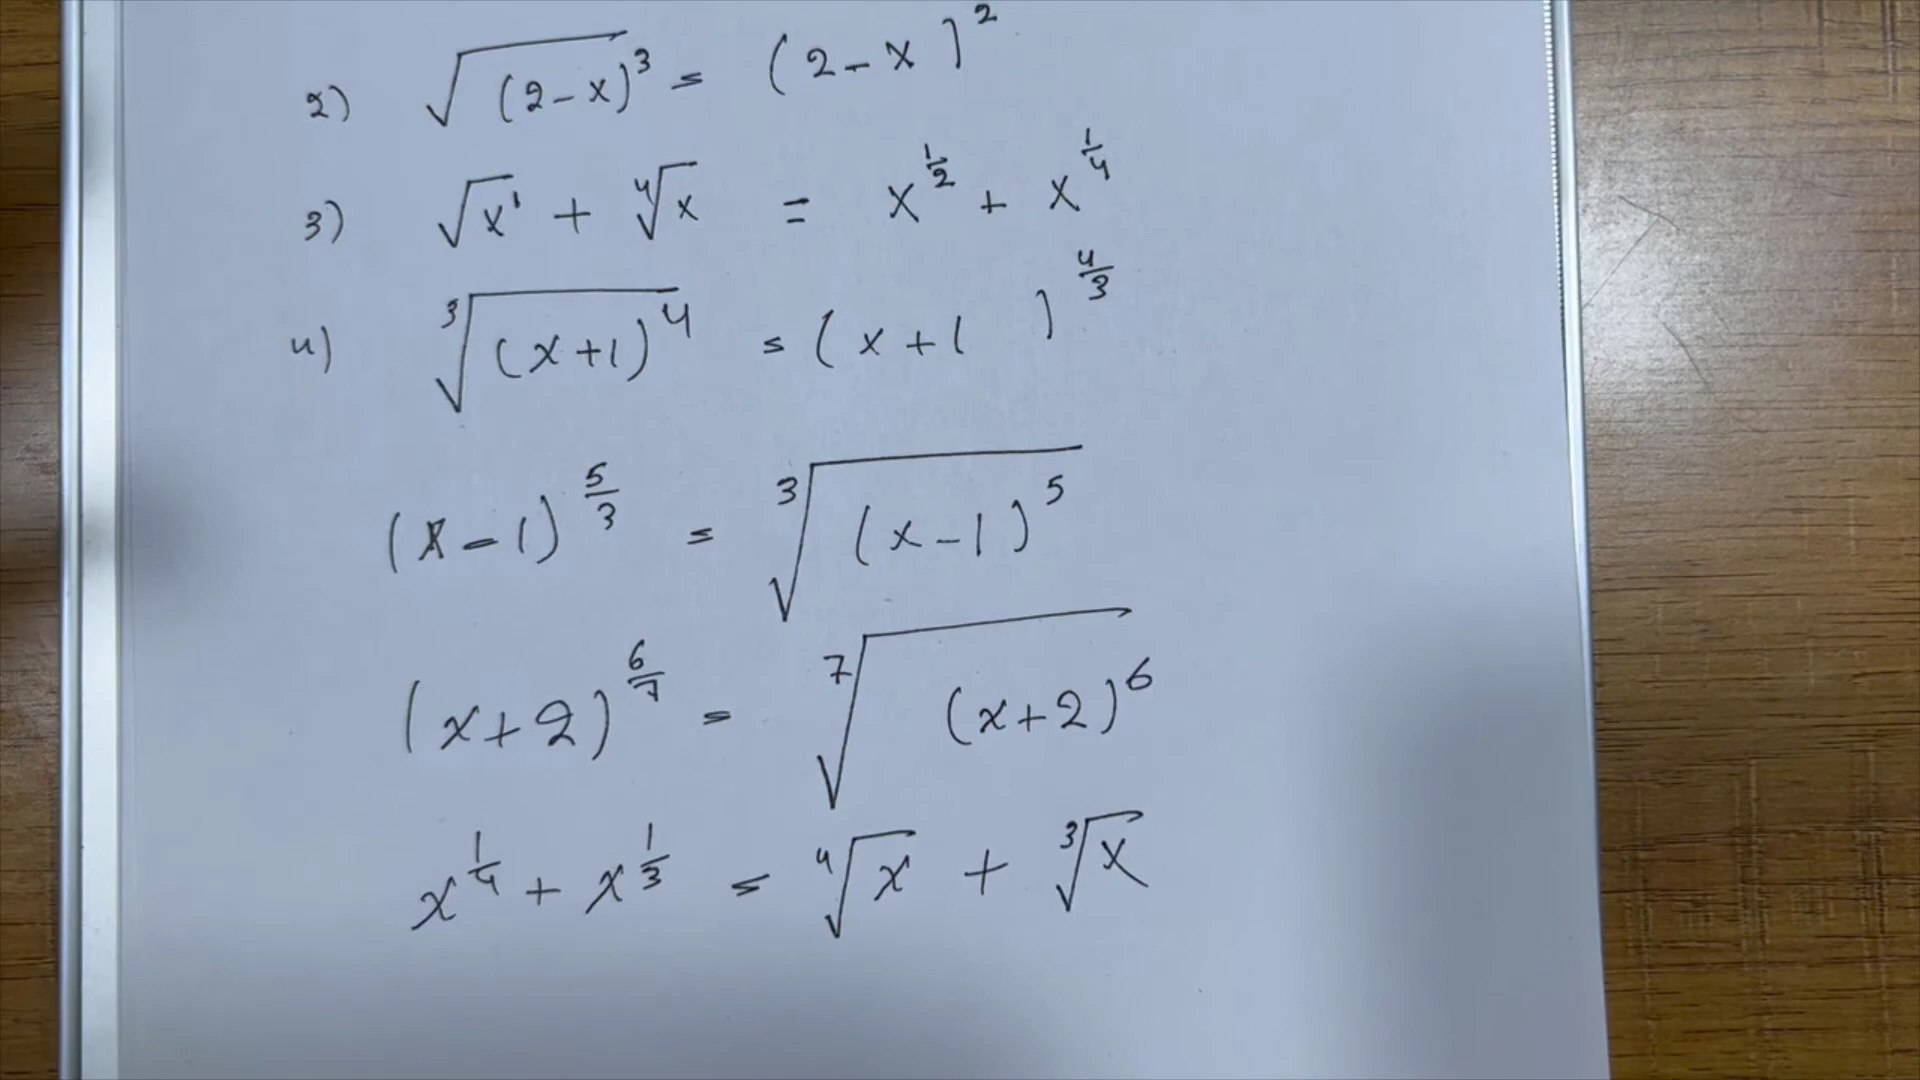 2) √(2-x)³ = (2-x)²
3) √x¹ + ⁴√x = x^(1/2) + x^(1/4)
4) ³√(x+1)⁴ = (x+1)^(4/3)
(x-1)^(5/3) = ³√(x-1)⁵
(x+2)^(6/7) = ⁷√(x+2)⁶
x^(1/4) + x^(1/3) = ⁴√x + ³√x